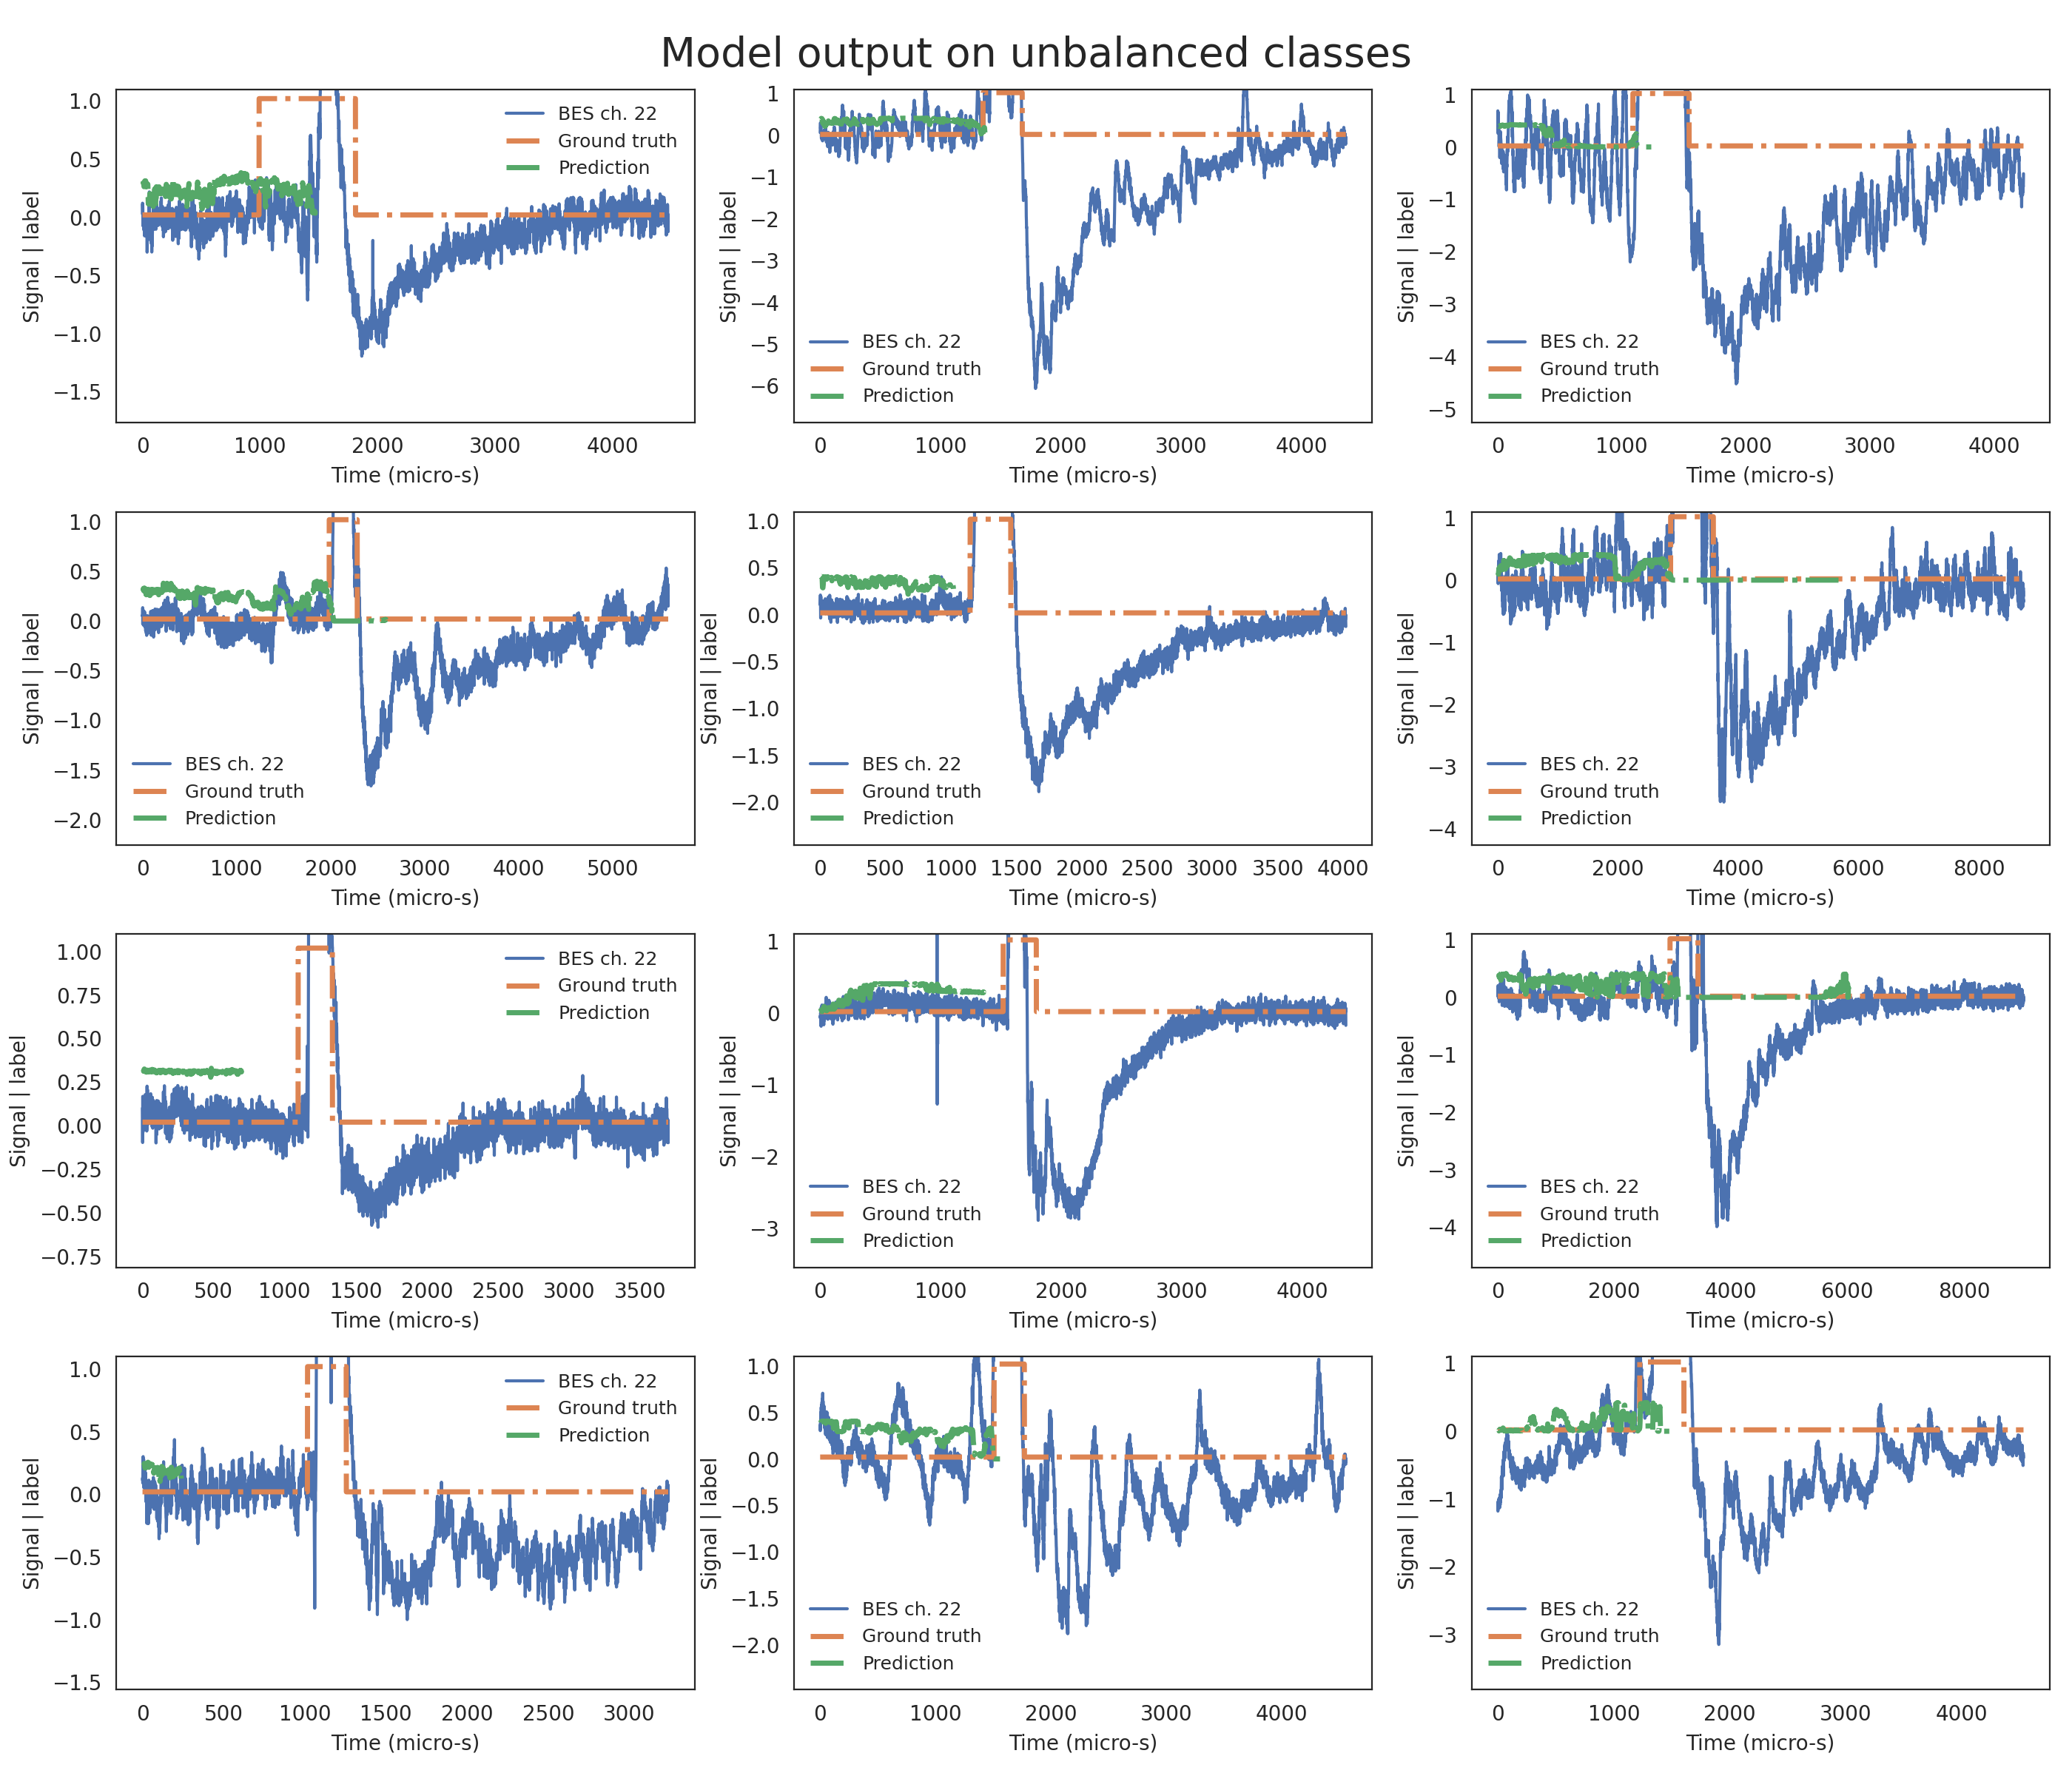 Model output on unbalanced classes
1.0
0.5
0.0
−0.5
−1.0
−1.5
Signal | label
BES ch. 22
Ground truth
Prediction
0 1000 2000 3000 4000
Time (micro-s)
1
0
−1
−2
−3
−4
−5
−6
Signal | label
BES ch. 22
Ground truth
Prediction
0 1000 2000 3000 4000
Time (micro-s)
1
0
−1
−2
−3
−4
−5
Signal | label
BES ch. 22
Ground truth
Prediction
0 1000 2000 3000 4000
Time (micro-s)
1.0
0.5
0.0
−0.5
−1.0
−1.5
−2.0
Signal | label
BES ch. 22
Ground truth
Prediction
0 1000 2000 3000 4000 5000
Time (micro-s)
1.0
0.5
0.0
−0.5
−1.0
−1.5
−2.0
Signal | label
BES ch. 22
Ground truth
Prediction
0 500 1000 1500 2000 2500 3000 3500 4000
Time (micro-s)
1
0
−1
−2
−3
−4
Signal | label
BES ch. 22
Ground truth
Prediction
0 2000 4000 6000 8000
Time (micro-s)
1.00
0.75
0.50
0.25
0.00
−0.25
−0.50
−0.75
Signal | label
BES ch. 22
Ground truth
Prediction
0 500 1000 1500 2000 2500 3000 3500
Time (micro-s)
1
0
−1
−2
−3
Signal | label
BES ch. 22
Ground truth
Prediction
0 1000 2000 3000 4000
Time (micro-s)
1
0
−1
−2
−3
−4
Signal | label
BES ch. 22
Ground truth
Prediction
0 2000 4000 6000 8000
Time (micro-s)
1.0
0.5
0.0
−0.5
−1.0
−1.5
Signal | label
BES ch. 22
Ground truth
Prediction
0 500 1000 1500 2000 2500 3000
Time (micro-s)
1.0
0.5
0.0
−0.5
−1.0
−1.5
−2.0
Signal | label
BES ch. 22
Ground truth
Prediction
0 1000 2000 3000 4000
Time (micro-s)
1
0
−1
−2
−3
Signal | label
BES ch. 22
Ground truth
Prediction
0 1000 2000 3000 4000
Time (micro-s)